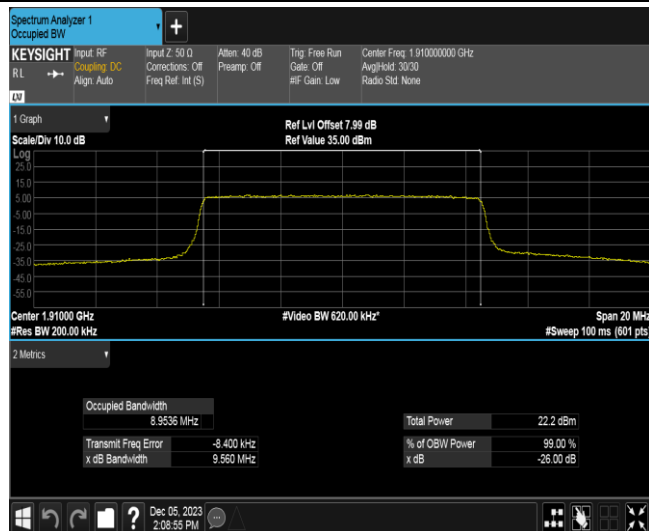 Spectrum Analyzer 1
Occupied BW
+
KEYSIGHT
RL
Input: RF
Coupling: DC
Align: Auto
Input Z: 50 Ω
Corrections: Off
Freq Ref: Int (S)
Atten: 40 dB
Preamp: Off
Trig: Free Run
Gate: Off
#IF Gain: Low
Center Freq: 1.910000000 GHz
Avg|Hold: 30/30
Radio Std: None
1 Graph
Scale/Div 10.0 dB
Ref Lvl Offset 7.99 dB
Ref Value 35.00 dBm
Log
25.0
15.0
5.00
-5.00
-15.0
-25.0
-35.0
-45.0
-55.0
Center 1.91000 GHz
#Res BW 200.00 kHz
#Video BW 620.00 kHz*
Span 20 MHz
#Sweep 100 ms (601 pts)
2 Metrics
Occupied Bandwidth
8.9536 MHz
Transmit Freq Error -8.400 kHz
x dB Bandwidth 9.560 MHz
Total Power 22.2 dBm
% of OBW Power 99.00 %
x dB -26.00 dB
?
Dec 05, 2023
2:08:55 PM